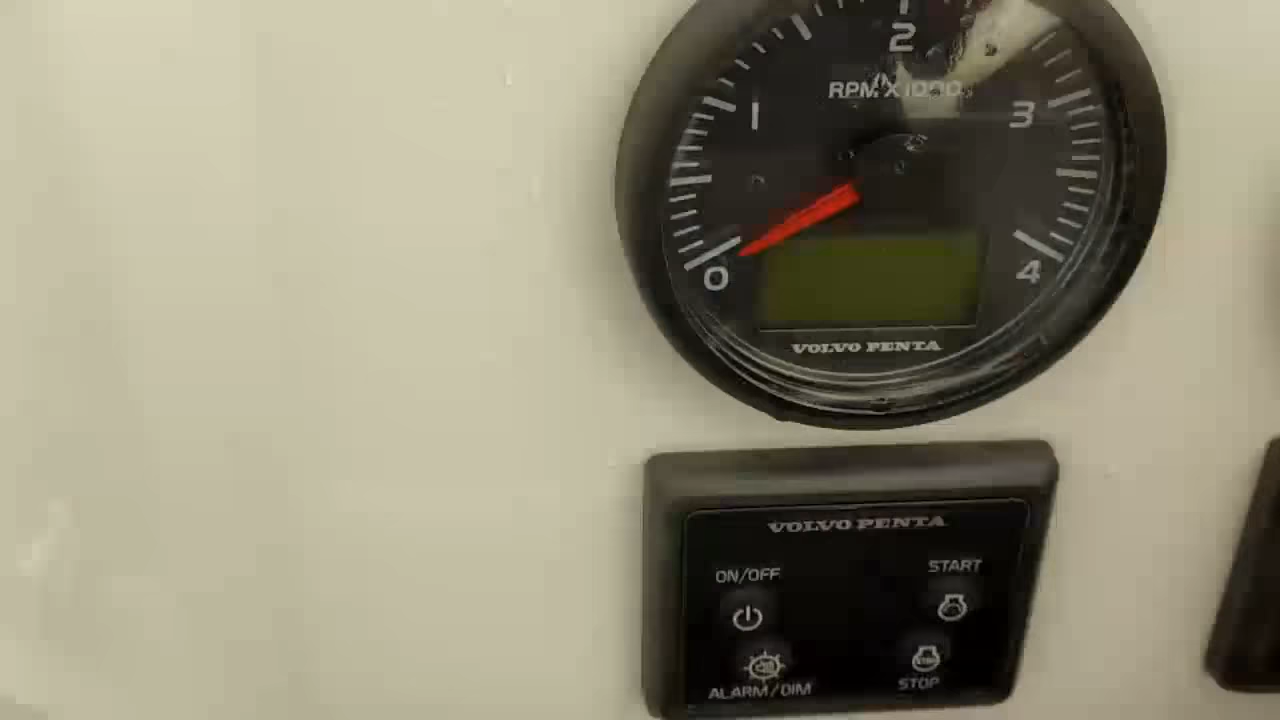 2
RPM X 1000
1
3
0
4
VOLVO PENTA
VOLVO PENTA
ON/OFF
START
ALARM/DIM
STOP